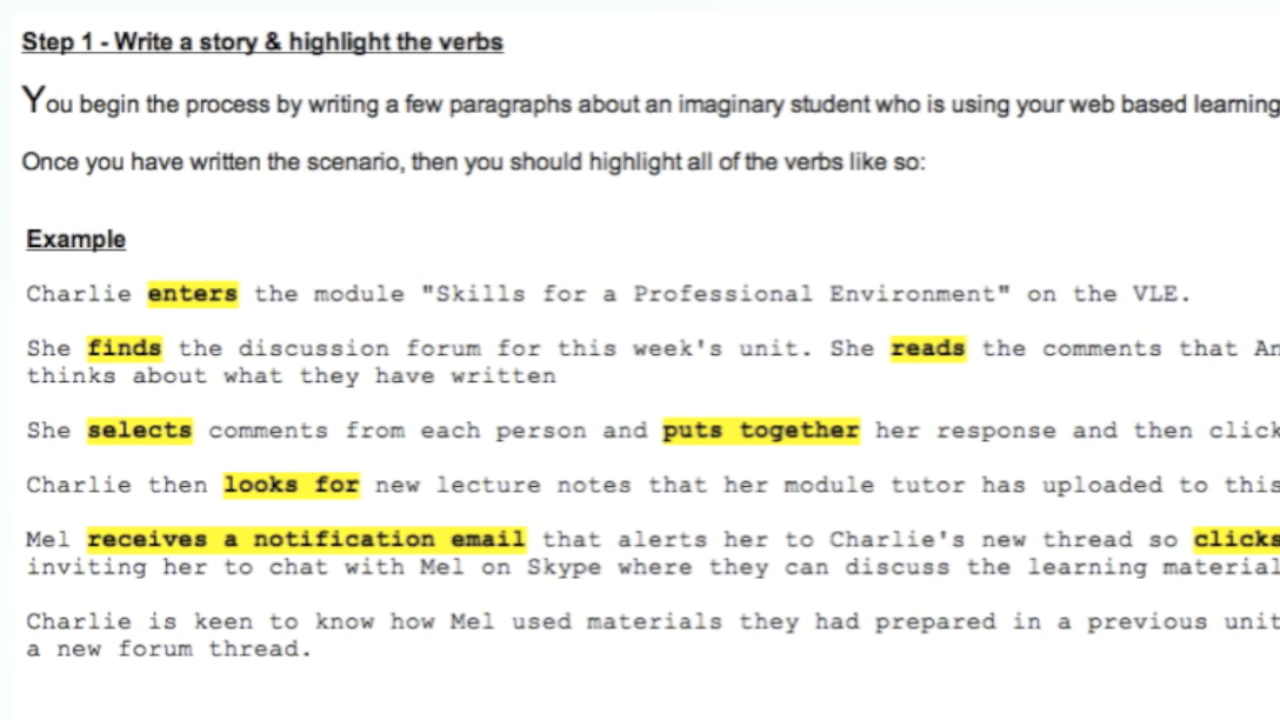 Step 1 - Write a story & highlight the verbs
You begin the process by writing a few paragraphs about an imaginary student who is using your web based learning
Once you have written the scenario, then you should highlight all of the verbs like so:
Example
Charlie enters the module "Skills for a Professional Environment" on the VLE.
She finds the discussion forum for this week's unit. She reads the comments that An
thinks about what they have written
She selects comments from each person and puts together her response and then click
Charlie then looks for new lecture notes that her module tutor has uploaded to this
Mel receives a notification email that alerts her to Charlie's new thread so clicks
inviting her to chat with Mel on Skype where they can discuss the learning material
Charlie is keen to know how Mel used materials they had prepared in a previous unit
a new forum thread.